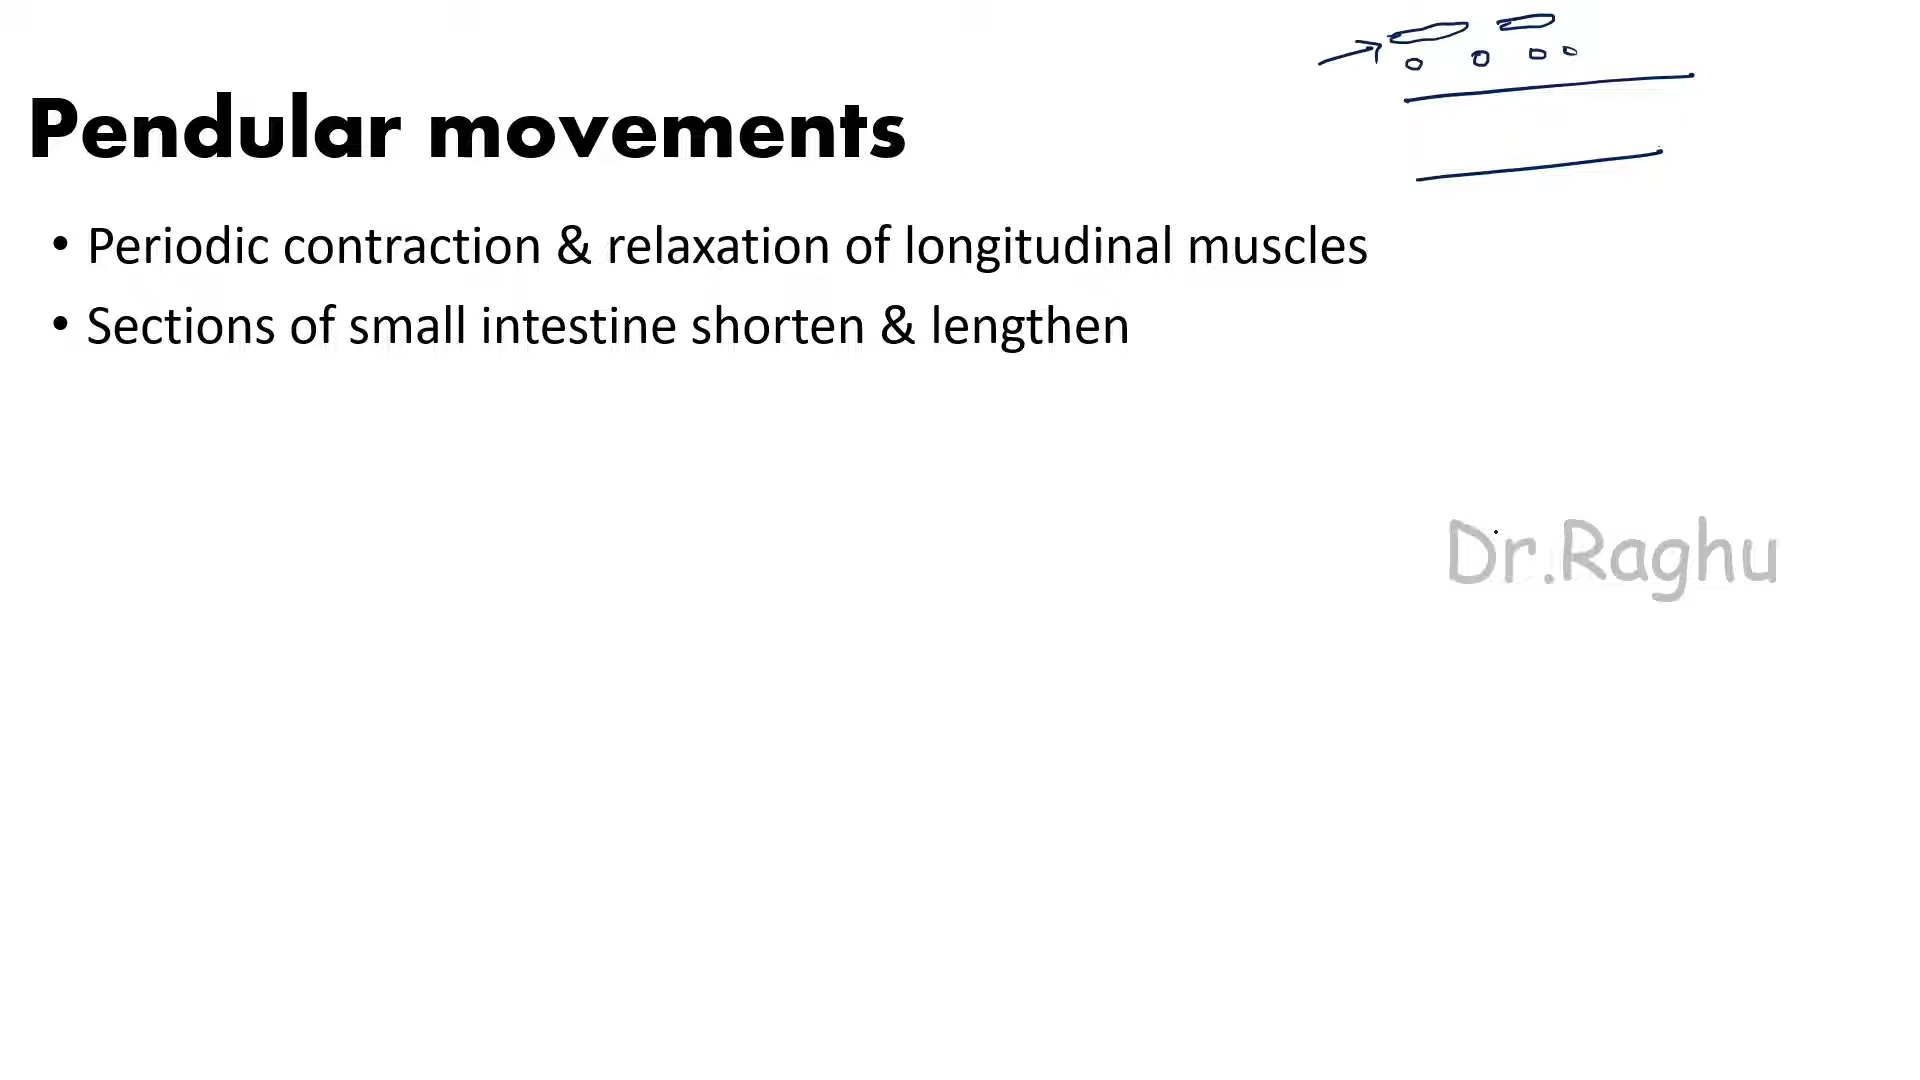 Pendular movements
• Periodic contraction & relaxation of longitudinal muscles
• Sections of small intestine shorten & lengthen
Dr.Raghu